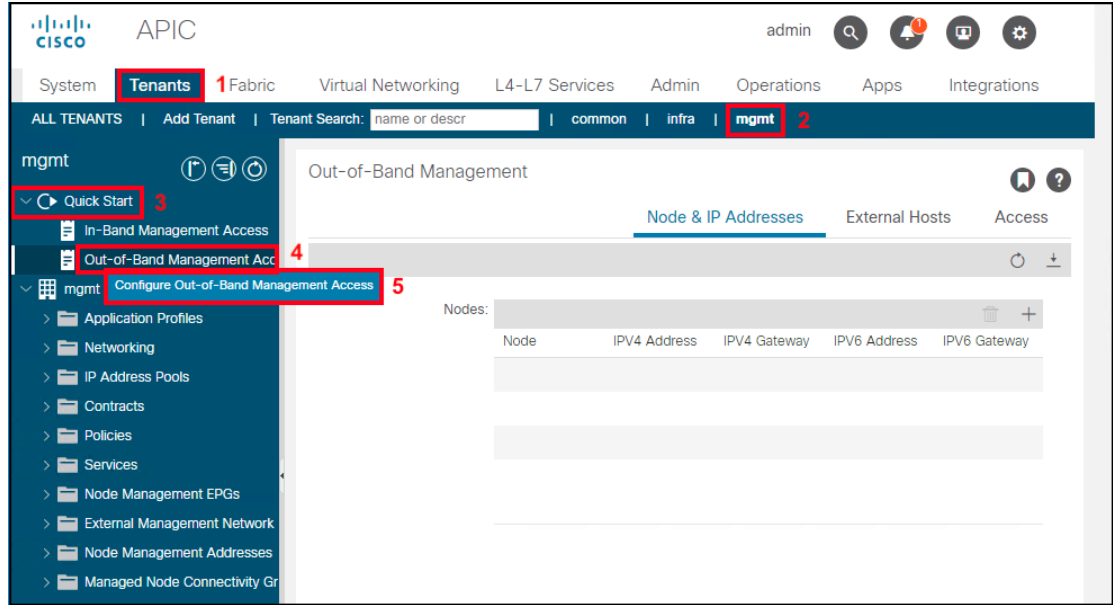 CISCO
APIC
admin
1
System Tenants 1 Fabric Virtual Networking L4-L7 Services Admin Operations Apps Integrations
ALL TENANTS | Add Tenant | Tenant Search: name or descr | common | infra | mgmt 2
mgmt
Quick Start 3
In-Band Management Access
Out-of-Band Management Acc 4
Configure Out-of-Band Management Access 5
mgmt
Application Profiles
Networking
IP Address Pools
Contracts
Policies
Services
Node Management EPGs
External Management Network
Node Management Addresses
Managed Node Connectivity Gr
Out-of-Band Management
?
Node & IP Addresses External Hosts Access
Nodes:
Node IPV4 Address IPV4 Gateway IPV6 Address IPV6 Gateway